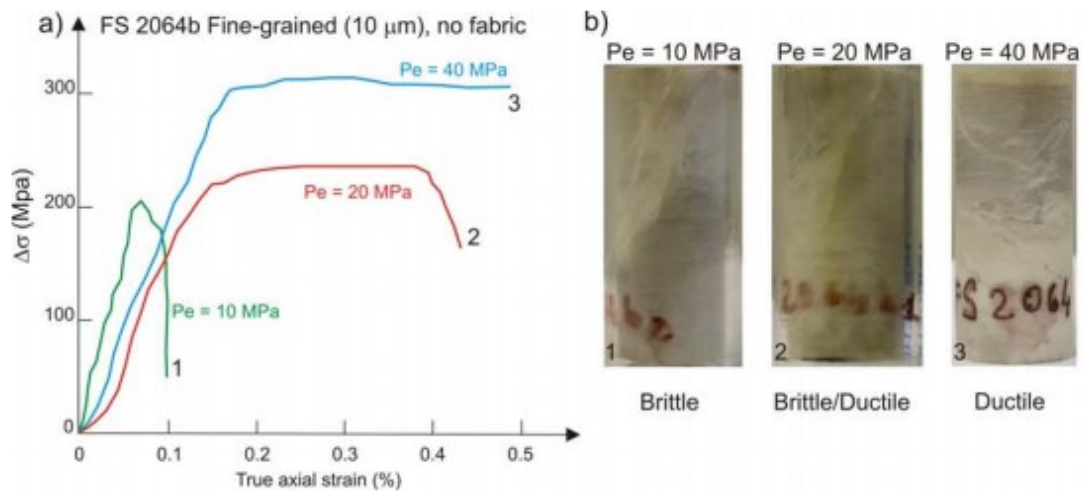 a) FS 2064b Fine-grained (10 μm), no fabric
Pe = 40 MPa
3
Pe = 20 MPa
2
Pe = 10 MPa
1
Δσ (Mpa)
300
200
100
0
0 0.1 0.2 0.3 0.4 0.5
True axial strain (%)
b)
Pe = 10 MPa Pe = 20 MPa Pe = 40 MPa
FS 2064
1 2 3
Brittle Brittle/Ductile Ductile